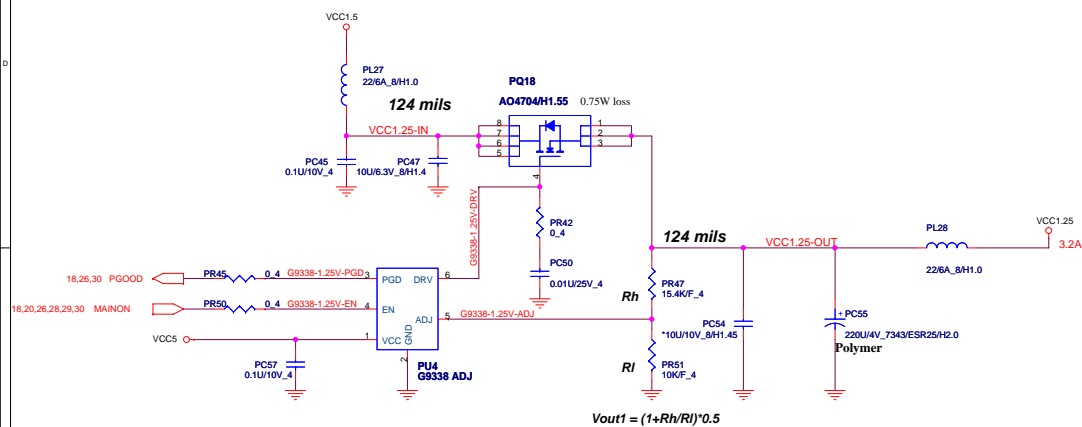 VCC1.5
D
PL27
22/6A_8/H1.0
PQ18
124 mils
AO4704/H1.55 0.75W loss
VCC1.25-IN
8 1
7 2
6 3
5
4
PC45
0.1U/10V_4
PC47
10U/6.3V_8/H1.4
G9338-1.25V-DRV
PR42
0_4
PC50
0.01U/25V_4
124 mils
VCC1.25-OUT
PL28
22/6A_8/H1.0
VCC1.25
3.2A
18,26,30 PGOOD
PR45
0_4
G9338-1.25V-PGD
3
PGD DRV
6
18,20,26,28,29,30 MAINON
PR50
0_4
G9338-1.25V-EN
4
EN
ADJ
5
G9338-1.25V-ADJ
VCC5
1
VCC
GND
2
PC57
0.1U/10V_4
PU4
G9338 ADJ
Rh
PR47
15.4K/F_4
PC54
*10U/10V_8/H1.45
+ PC55
220U/4V_7343/ESR25/H2.0
Polymer
Rl
PR51
10K/F_4
Vout1 = (1+Rh/Rl)*0.5